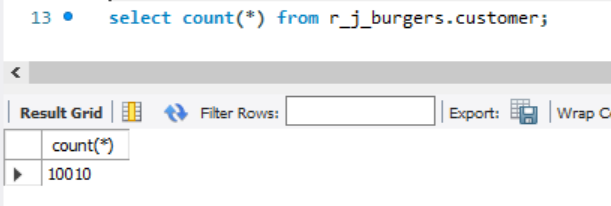 13 select count(*) from r_j_burgers.customer;
Result Grid Filter Rows: Export: Wrap C
count(*)
10010